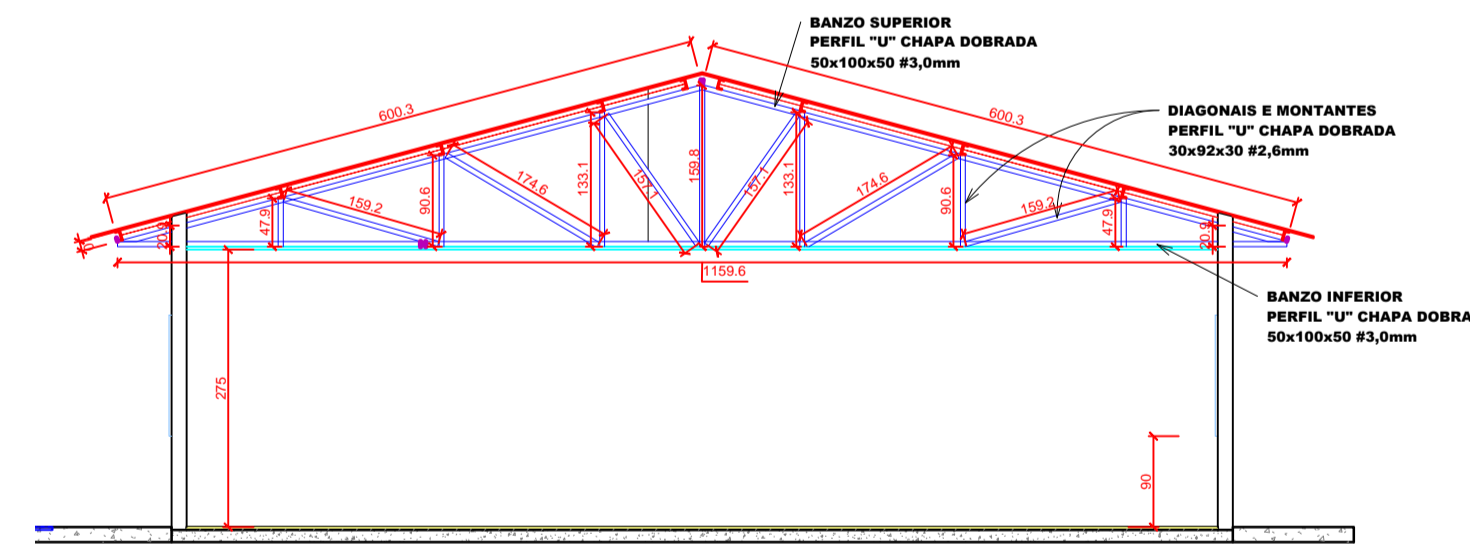 BANZO SUPERIOR
PERFIL "U" CHAPA DOBRADA
50x100x50 #3,0mm
600.3
600.3
DIAGONAIS E MONTANTES
PERFIL "U" CHAPA DOBRADA
30x92x30 #2,6mm
20.9
47.9
159.2
90.6
174.6
133.1
157.1
159.8
157.1
133.1
174.6
90.6
159.2
47.9
20.9
1159.6
BANZO INFERIOR
PERFIL "U" CHAPA DOBRA
50x100x50 #3,0mm
275
90